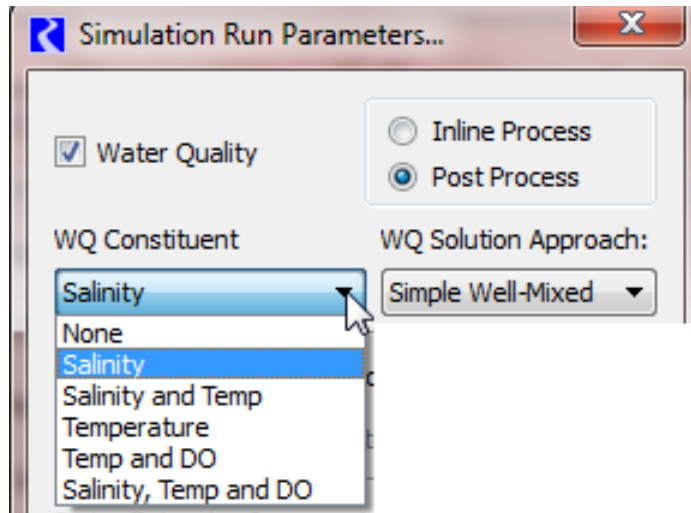 Simulation Run Parameters...
Water Quality
Inline Process
Post Process
WQ Constituent
WQ Solution Approach:
Salinity
Simple Well-Mixed
None
Salinity
Salinity and Temp
Temperature
Temp and DO
Salinity, Temp and DO